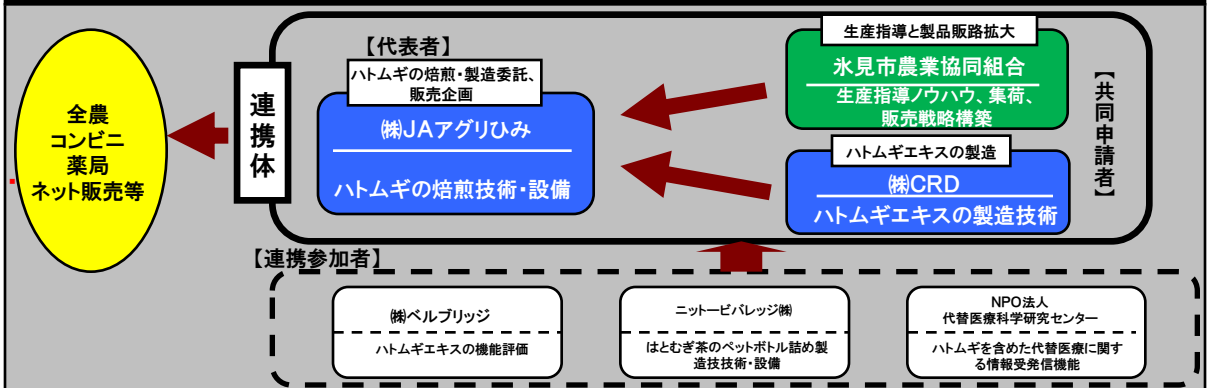 全農
コンビニ
薬局
ネット販売等
連
携
体
【代表者】
ハトムギの焙煎・製造委託、
販売企画
㈱JAアグリひみ
ハトムギの焙煎技術・設備
生産指導と製品販路拡大
氷見市農業協同組合
生産指導ノウハウ、集荷、
販売戦略構築
ハトムギエキスの製造
㈱CRD
ハトムギエキスの製造技術
【共同申請者】
【連携参加者】
㈱ベルブリッジ
ハトムギエキスの機能評価
ニットービバレッジ㈱
はとむぎ茶のペットボトル詰め製
造技技術・設備
NPO法人
代替医療科学研究センター
ハトムギを含めた代替医療に関す
る情報受発信機能